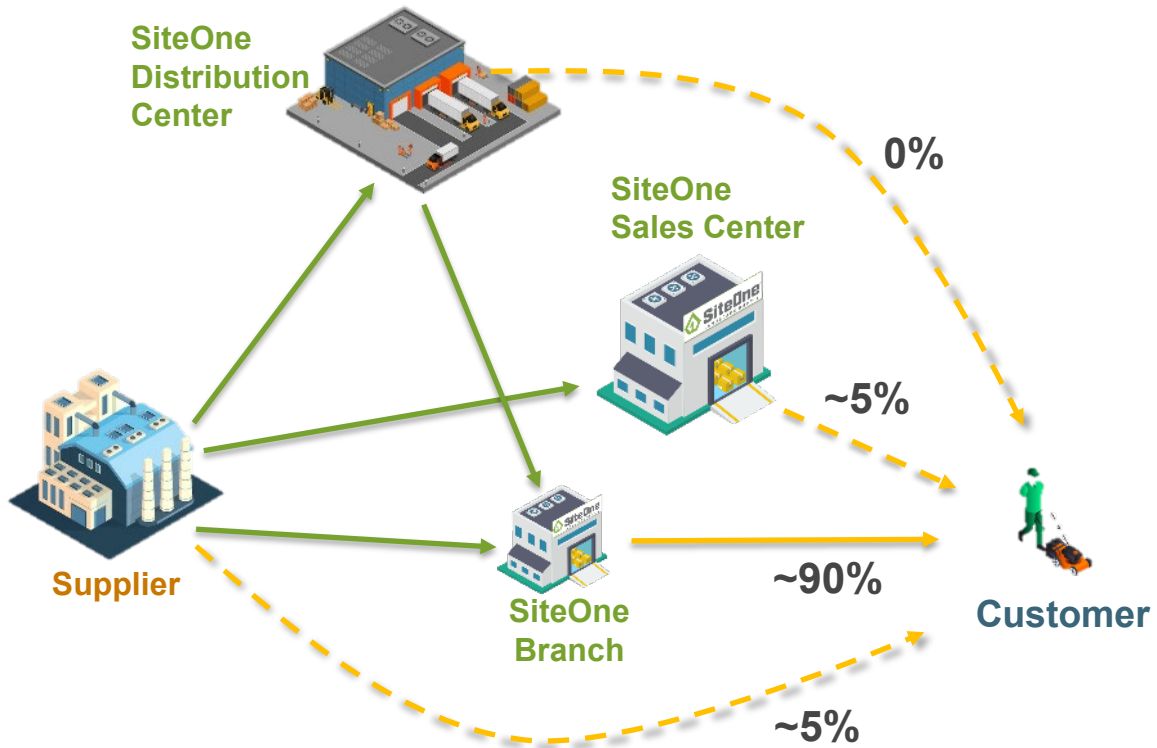 SiteOne
Distribution
Center
0%
SiteOne
Sales Center
SiteOne
~5%
SiteOne
Supplier
~90%
SiteOne
Branch
Customer
~5%